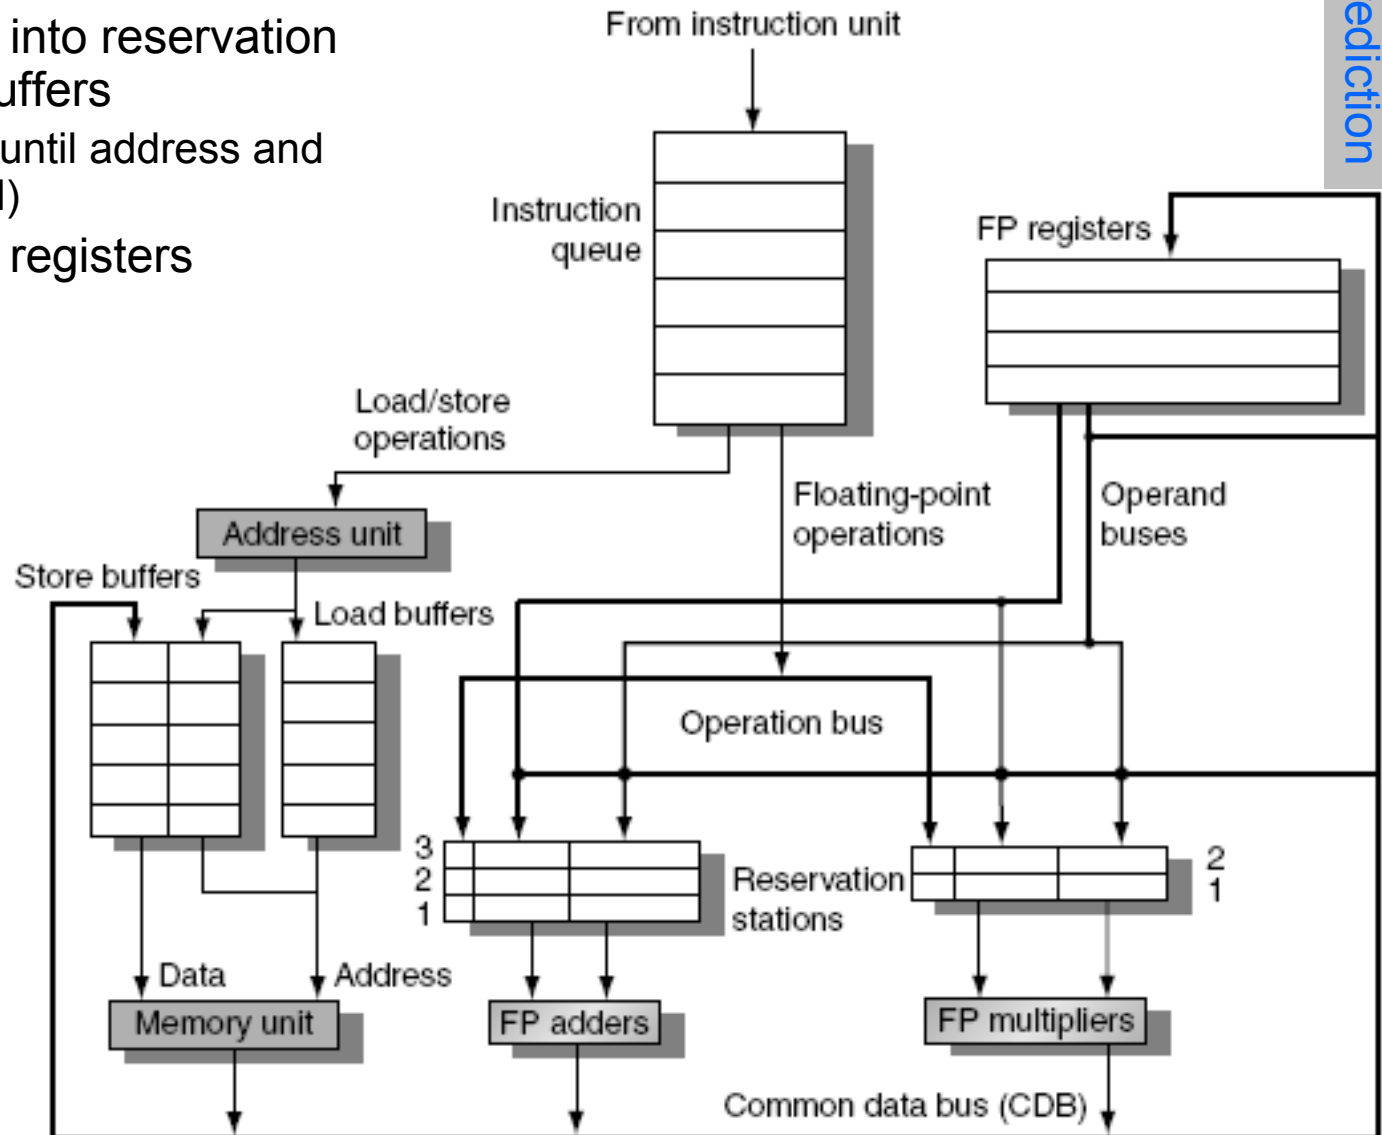 into reservation
uffers
until address and
l)
registers
ediction
From instruction unit
Instruction
queue
FP registers
Load/store
operations
Floating-point
operations
Operand
buses
Address unit
Store buffers
Load buffers
Operation bus
3
2
1
Reservation
stations
2
1
Data
Address
Memory unit
FP adders
FP multipliers
Common data bus (CDB)